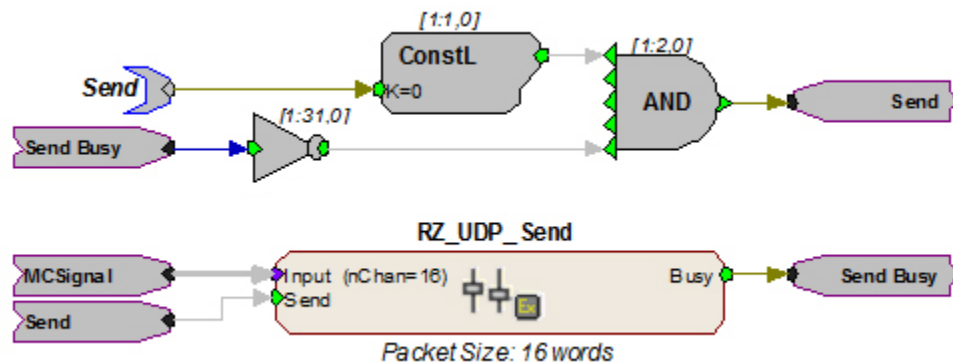 [1:1,0]
[1:2,0]
ConstL
Send
K=0
AND
Send
[1:31,0]
Send Busy
RZ_UDP_Send
MCSignal
Input (nChan=16)
Busy
Send Busy
Send
Send
Ex
Packet Size: 16 words